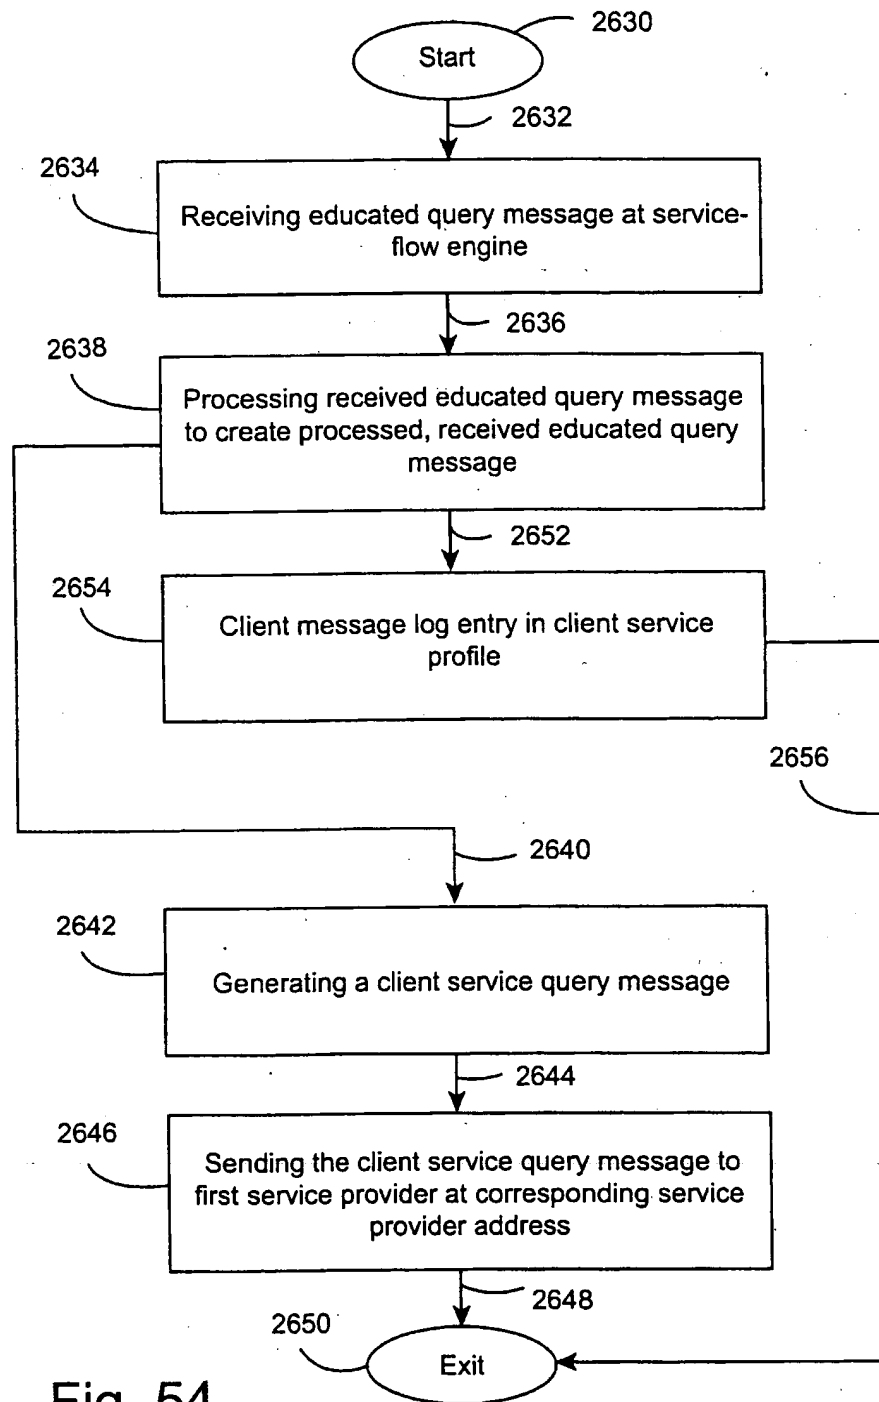 2630
Start
2632
2634
Receiving educated query message at service-
flow engine
2636
2638
Processing received educated query message
to create processed, received educated query
message
2652
2654
Client message log entry in client service
profile
2656
2640
2642
Generating a client service query message
2644
2646
Sending the client service query message to
first service provider at corresponding service
provider address
2648
2650
Exit
Fig. 54